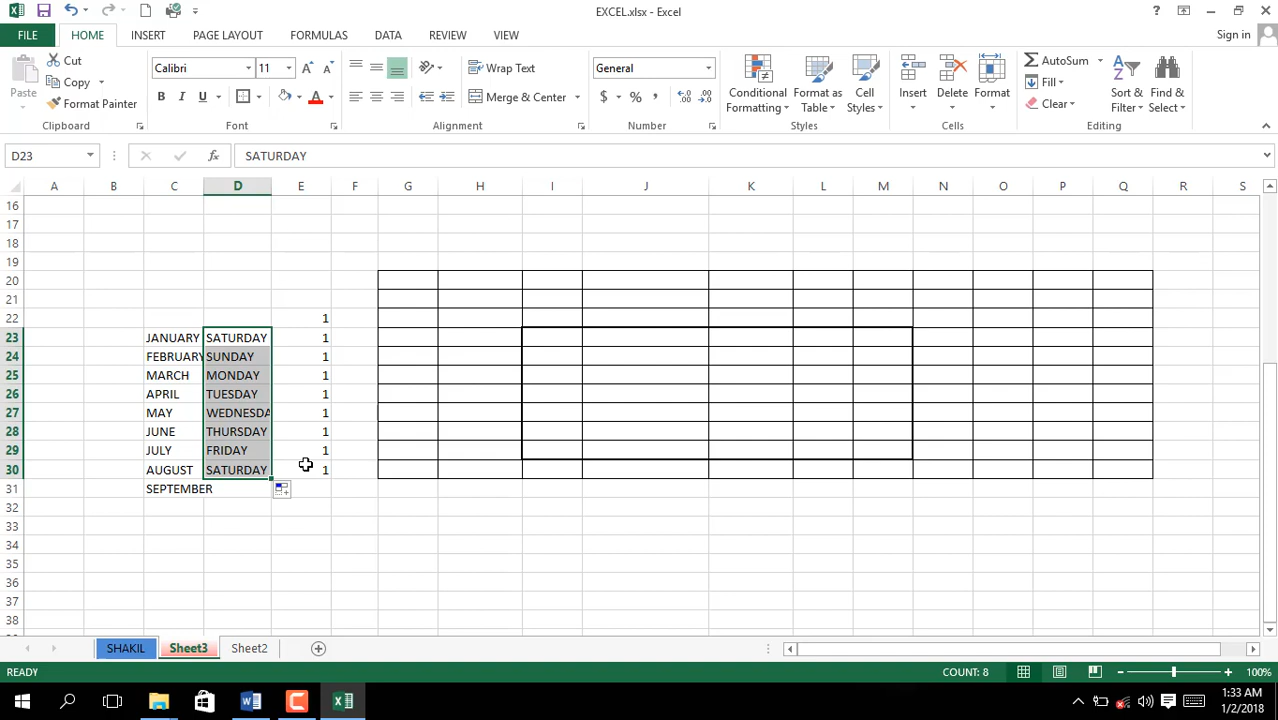 EXCEL.xlsx - Excel
FILE HOME INSERT PAGE LAYOUT FORMULAS DATA REVIEW VIEW Sign in
Paste Cut Copy Format Painter Clipboard
Calibri 11 A A B I U A Font
Wrap Text Merge & Center Alignment
General $ % , Number
Conditional Formatting Format as Table Cell Styles Styles
Insert Delete Format Cells
AutoSum Fill Clear Sort & Filter Find & Select Editing
D23 fx SATURDAY
A B C D E F G H I J K L M N O P Q R S
16
17
18
19
20
21
22 1
23 JANUARY SATURDAY 1
24 FEBRUARY SUNDAY 1
25 MARCH MONDAY 1
26 APRIL TUESDAY 1
27 MAY WEDNESDA 1
28 JUNE THURSDAY 1
29 JULY FRIDAY 1
30 AUGUST SATURDAY 1
31 SEPTEMBER
32
33
34
35
36
37
38
SHAKIL Sheet3 Sheet2
READY COUNT: 8 100%
1:33 AM
1/2/2018